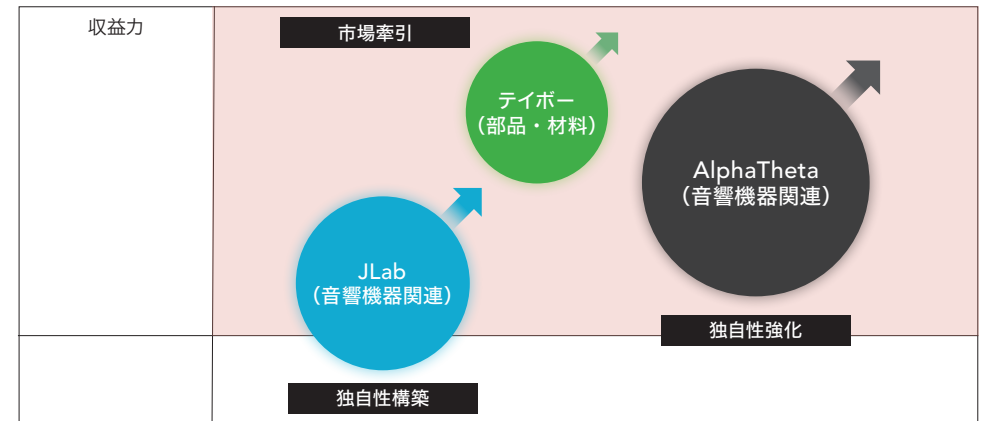 収益力
市場牽引
テイボー
（部品・材料）
AlphaTheta
（音響機器関連）
JLab
（音響機器関連）
独自性強化
独自性構築